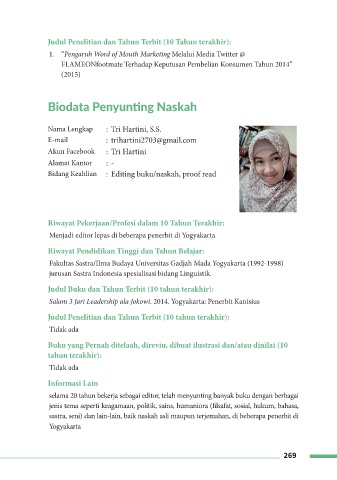 Judul Penelitian dan Tahun Terbit (10 Tahun terakhir):
1. "Pengaruh Word of Mouth Marketing Melalui Media Twitter @
FLAMEONfootmate Terhadap Keputusan Pembelian Konsumen Tahun 2014"
(2015)
Biodata Penyunting Naskah
Nama Lengkap : Tri Hartini, S.S.
E-mail : trihartini2703@gmail.com
Akun Facebook : Tri Hartini
Alamat Kantor : -
Bidang Keahlian : Editing buku/naskah, proof read
Riwayat Pekerjaan/Profesi dalam 10 Tahun Terakhir:
Menjadi editor lepas di beberapa penerbit di Yogyakarta
Riwayat Pendidikan Tinggi dan Tahun Belajar:
Fakultas Sastra/Ilmu Budaya Universitas Gadjah Mada Yogyakarta (1992-1998)
jurusan Sastra Indonesia spesialisasi bidang Linguistik.
Judul Buku dan Tahun Terbit (10 tahun terakhir):
Salam 3 Jari Leadership ala Jokowi. 2014. Yogyakarta: Penerbit Kanisius
Judul Penelitian dan Tahun Terbit (10 tahun terakhir):
Tidak ada
Buku yang Pernah ditelaah, direviu, dibuat ilustrasi dan/atau dinilai (10
tahun terakhir):
Tidak ada
Informasi Lain
selama 20 tahun bekerja sebagai editor, telah menyunting banyak buku dengan berbagai
jenis tema seperti keagamaan, politik, sains, humaniora (filsafat, sosial, hukum, bahasa,
sastra, seni) dan lain-lain, baik naskah asli maupun terjemahan, di beberapa penerbit di
Yogyakarta
269